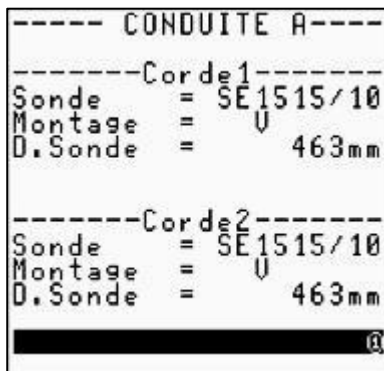 ----- CONDUITE A----
-------Corde1-------
Sonde = SE1515/10
Montage = V
D.Sonde = 463mm
-------Corde2-------
Sonde = SE1515/10
Montage = V
D.Sonde = 463mm
@